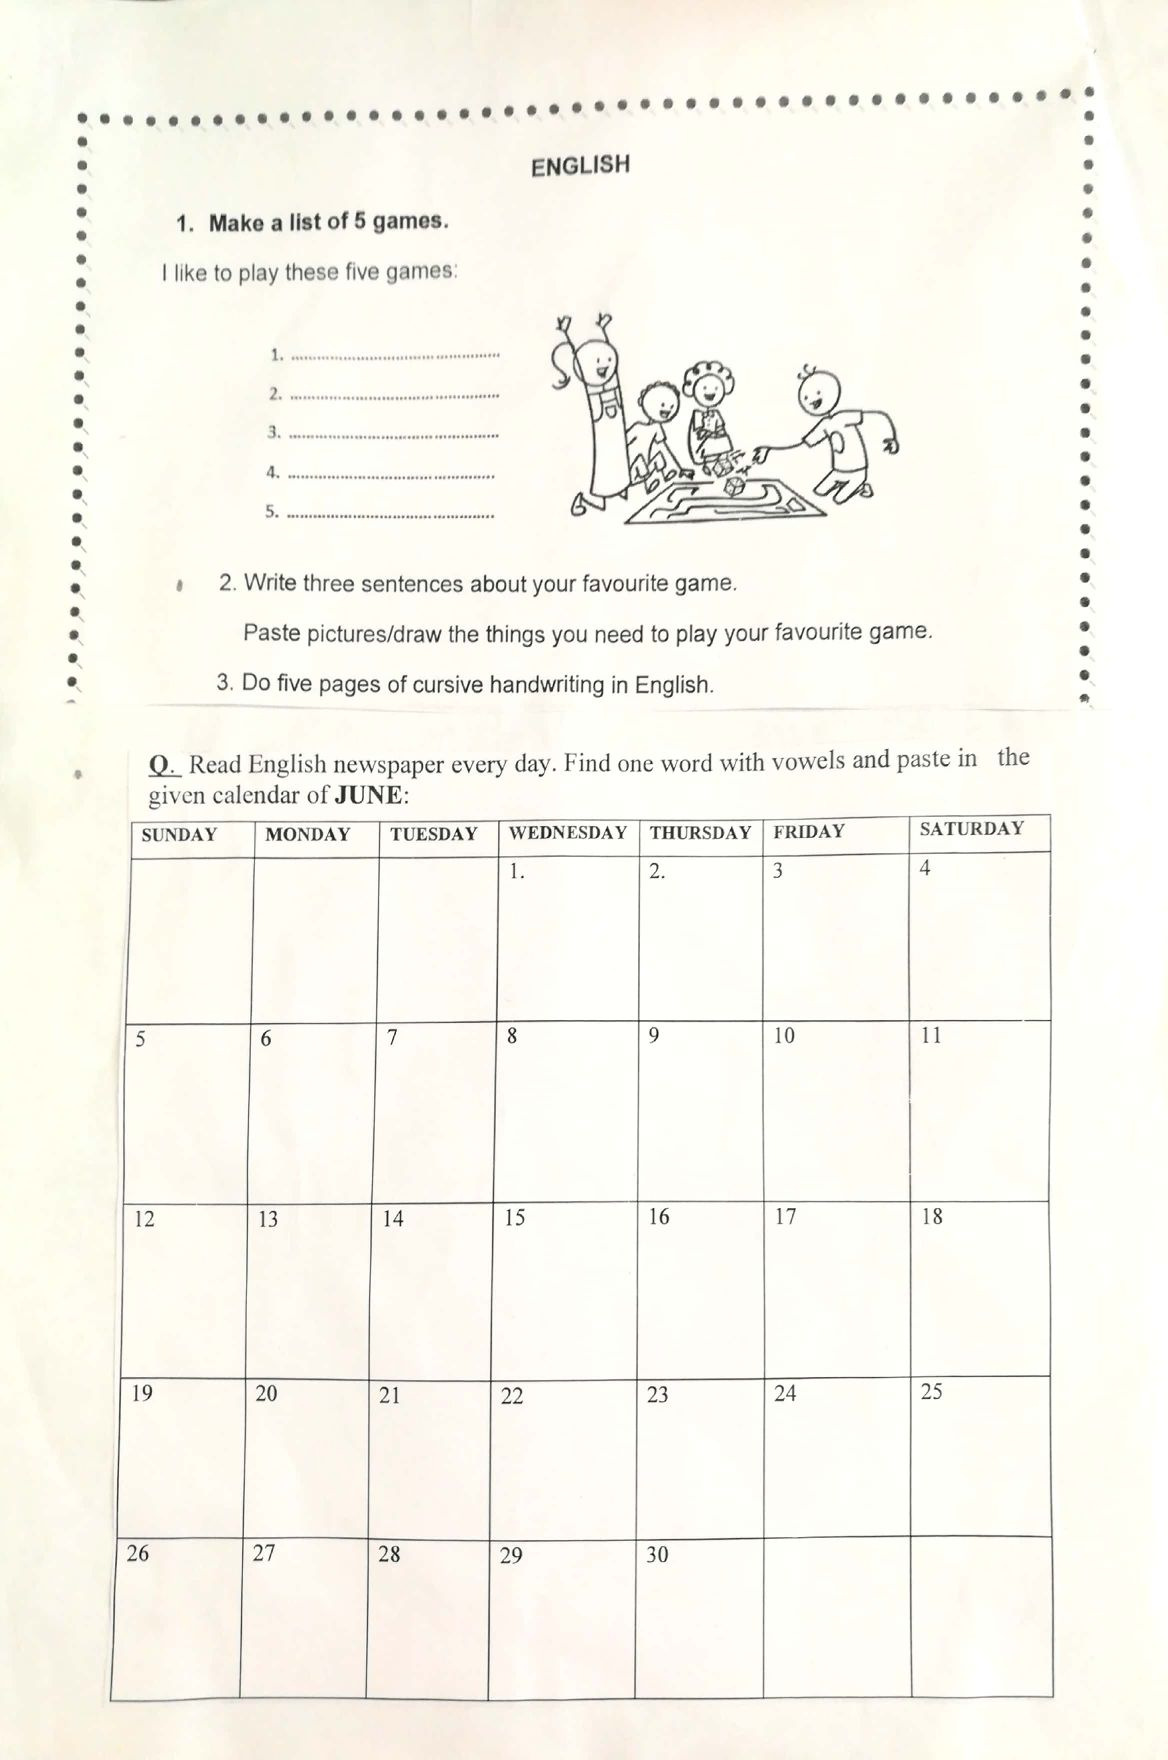 ENGLISH
1. Make a list of 5 games.
I like to play these five games:
1. ................................................
2. ................................................
3. ................................................
4. ................................................
5. ................................................
2. Write three sentences about your favourite game.
Paste pictures/draw the things you need to play your favourite game.
3. Do five pages of cursive handwriting in English.
Q. Read English newspaper every day. Find one word with vowels and paste in the
given calendar of JUNE:
SUNDAY MONDAY TUESDAY WEDNESDAY THURSDAY FRIDAY SATURDAY
1. 2. 3 4
5 6 7 8 9 10 11
12 13 14 15 16 17 18
19 20 21 22 23 24 25
26 27 28 29 30